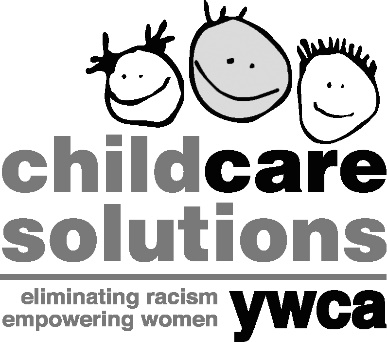 childcare
solutions
eliminating racism
empowering women
ywca